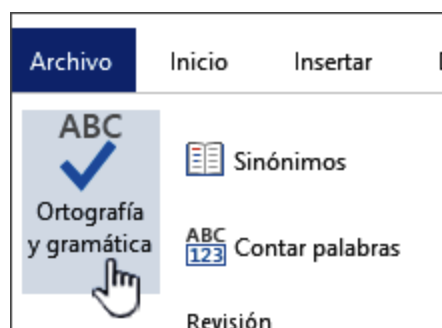 Archivo Inicio Insertar
ABC
Sinónimos
Ortografía
y gramática
ABC
123 Contar palabras
Revisión